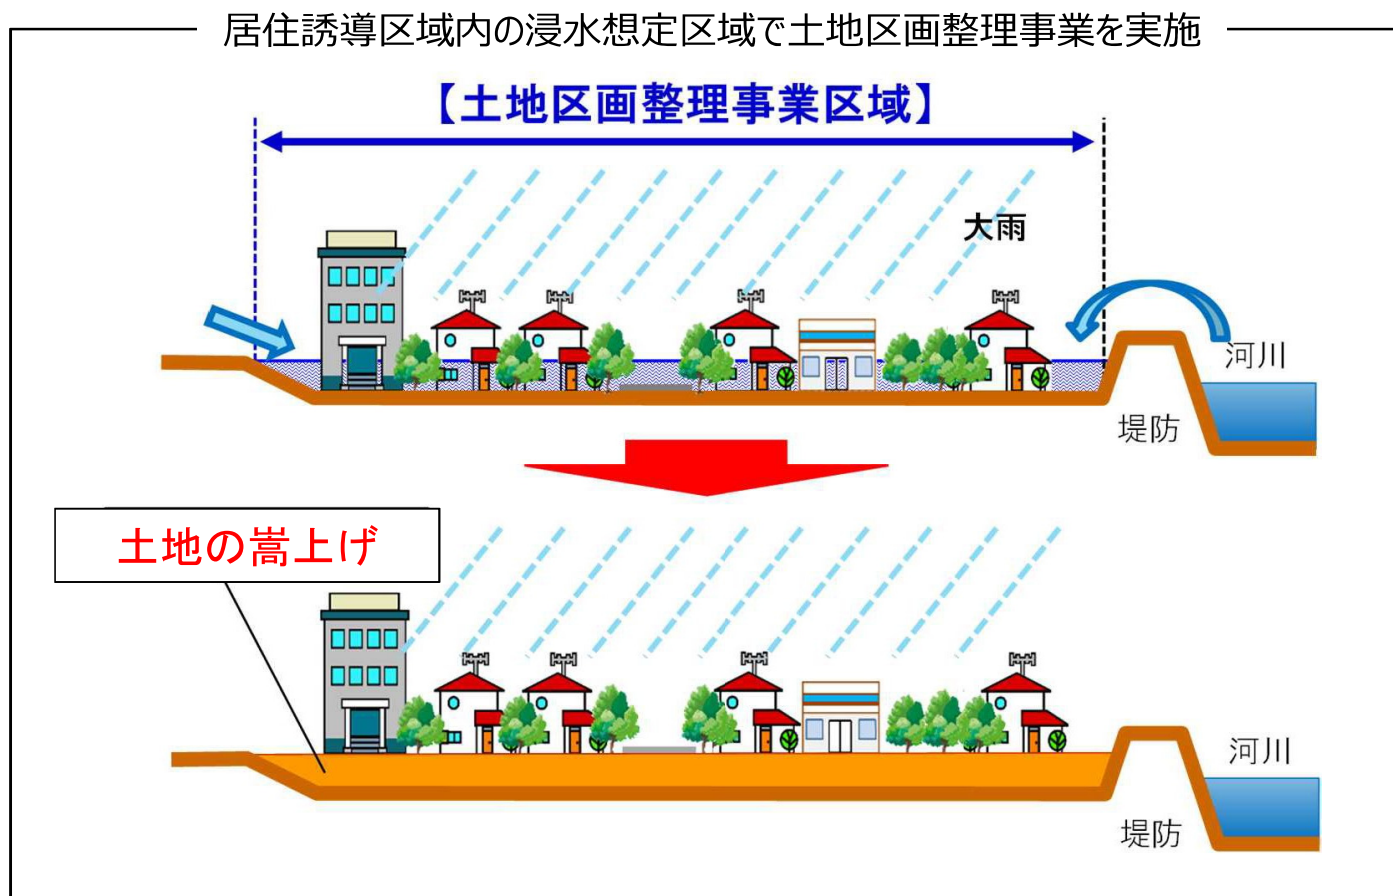 居住誘導区域内の浸水想定区域で土地区画整理事業を実施
【土地区画整理事業区域】
大雨
河川
堤防
土地の嵩上げ
河川
堤防